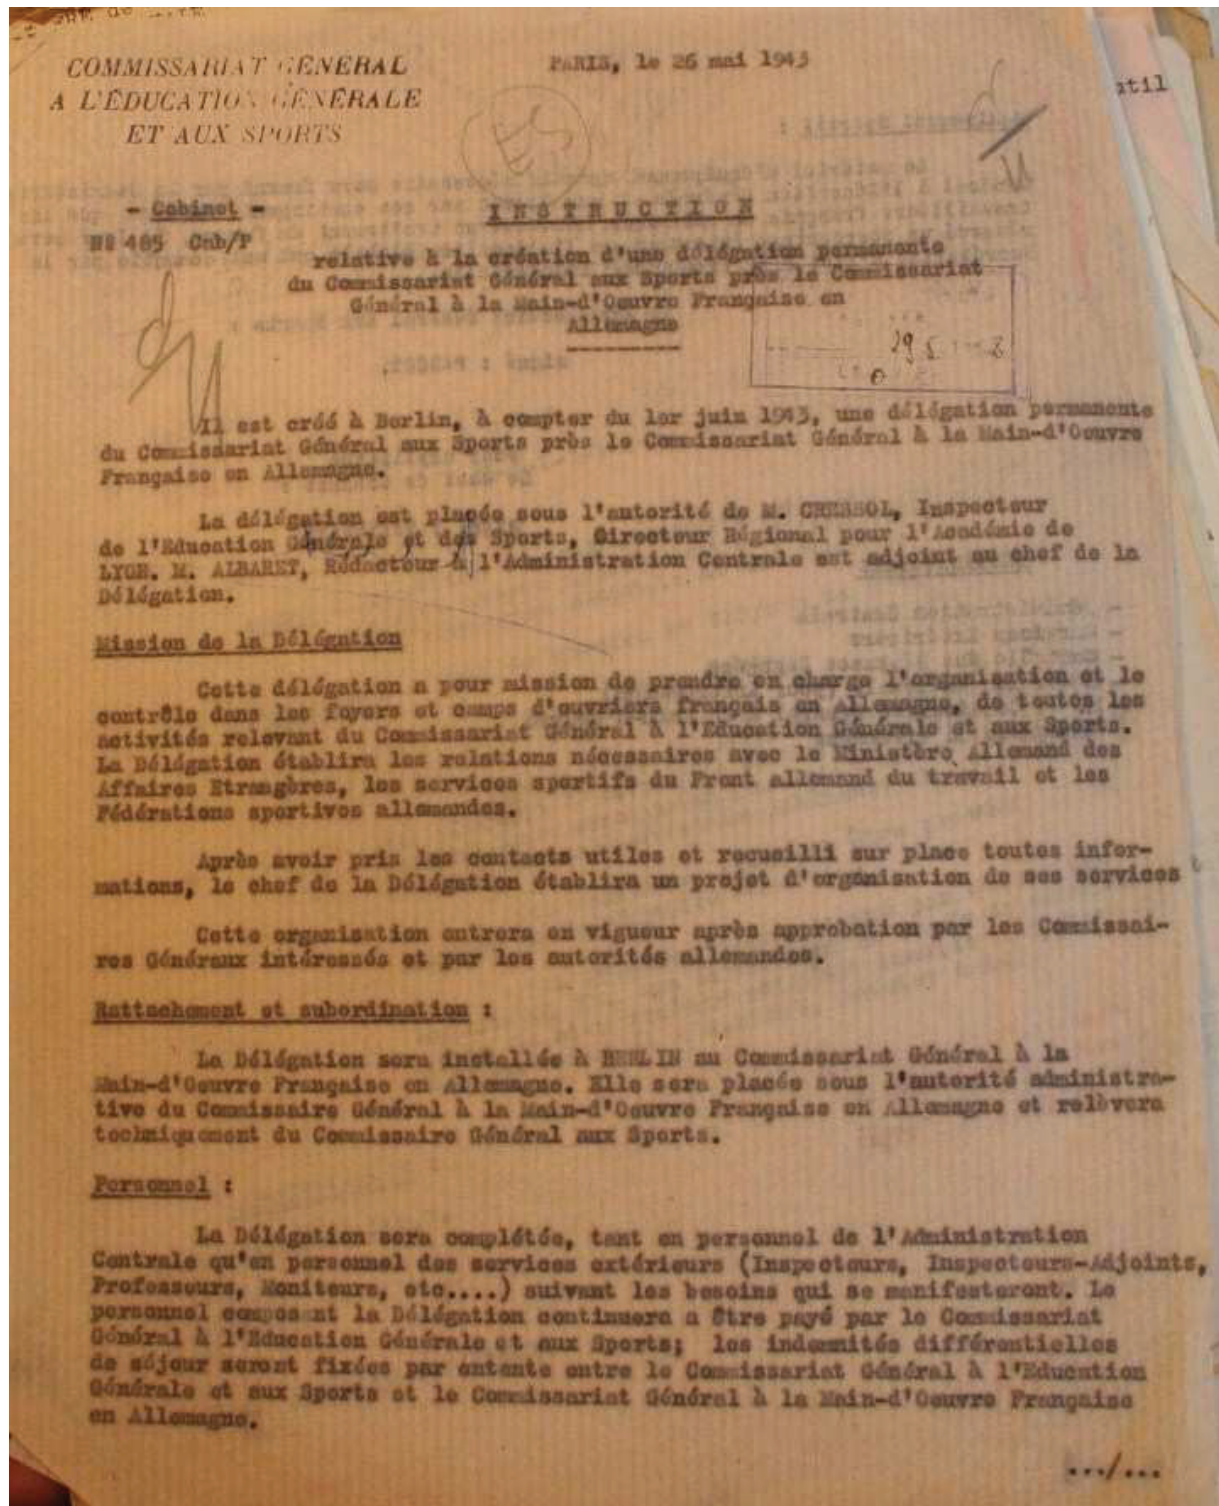 COMMISSARIAT GÉNÉRAL
A L'ÉDUCATION GÉNÉRALE
ET AUX SPORTS
PARIS, le 26 mai 1943
util
ES
- Cabinet -
N° 485 Cab/P
INSTRUCTION
relative à la création d'une délégation permanente
du Commissariat Général aux Sports près le Commissariat
Général à la Main-d'Oeuvre Française en
Allemagne
29 5
Il est créé à Berlin, à compter du 1er juin 1943, une délégation permanente
du Commissariat Général aux Sports près le Commissariat Général à la Main-d'Oeuvre
Française en Allemagne.
La délégation est placée sous l'autorité de M. CRESSOL, Inspecteur
de l'Education Générale et des Sports, Directeur Régional pour l'Académie de
LYON. M. ALBARET, Rédacteur à l'Administration Centrale est adjoint au chef de la
Délégation.
Mission de la Délégation
Cette délégation a pour mission de prendre en charge l'organisation et le
contrôle dans les foyers et camps d'ouvriers français en Allemagne, de toutes les
activités relevant du Commissariat Général à l'Education Générale et aux Sports.
La Délégation établira les relations nécessaires avec le Ministère Allemand des
Affaires Etrangères, les services sportifs du Front allemand du travail et les
Fédérations sportives allemandes.
Après avoir pris les contacts utiles et recueilli sur place toutes infor-
mations, le chef de la Délégation établira un projet d'organisation de ses services
Cette organisation entrera en vigueur après approbation par les Commissai-
res Généraux intéressés et par les autorités allemandes.
Rattachement et subordination :
La Délégation sera installée à BERLIN au Commissariat Général à la
Main-d'Oeuvre Française en Allemagne. Elle sera placée sous l'autorité administra-
tive du Commissaire Général à la Main-d'Oeuvre Française en Allemagne et relèvera
techniquement du Commissaire Général aux Sports.
Personnel :
La Délégation sera complétée, tant en personnel de l'Administration
Centrale qu'en personnel des services extérieurs (Inspecteurs, Inspecteurs-Adjoints,
Professeurs, Moniteurs, etc....) suivant les besoins qui se manifesteront. Le
personnel composant la Délégation continuera a être payé par le Commissariat
Général à l'Education Générale et aux Sports; les indemnités différentielles
de séjour seront fixées par entente entre le Commissariat Général à l'Education
Générale et aux Sports et le Commissariat Général à la Main-d'Oeuvre Française
en Allemagne.
.../...